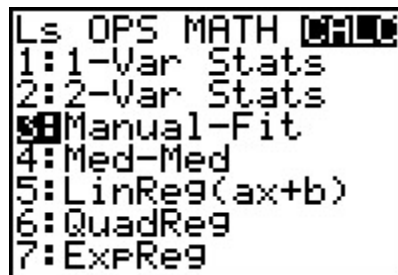 Ls OPS MATH CALC
1:1-Var Stats
2:2-Var Stats
3:Manual-Fit
4:Med-Med
5:LinReg(ax+b)
6:QuadReg
7:ExpReg